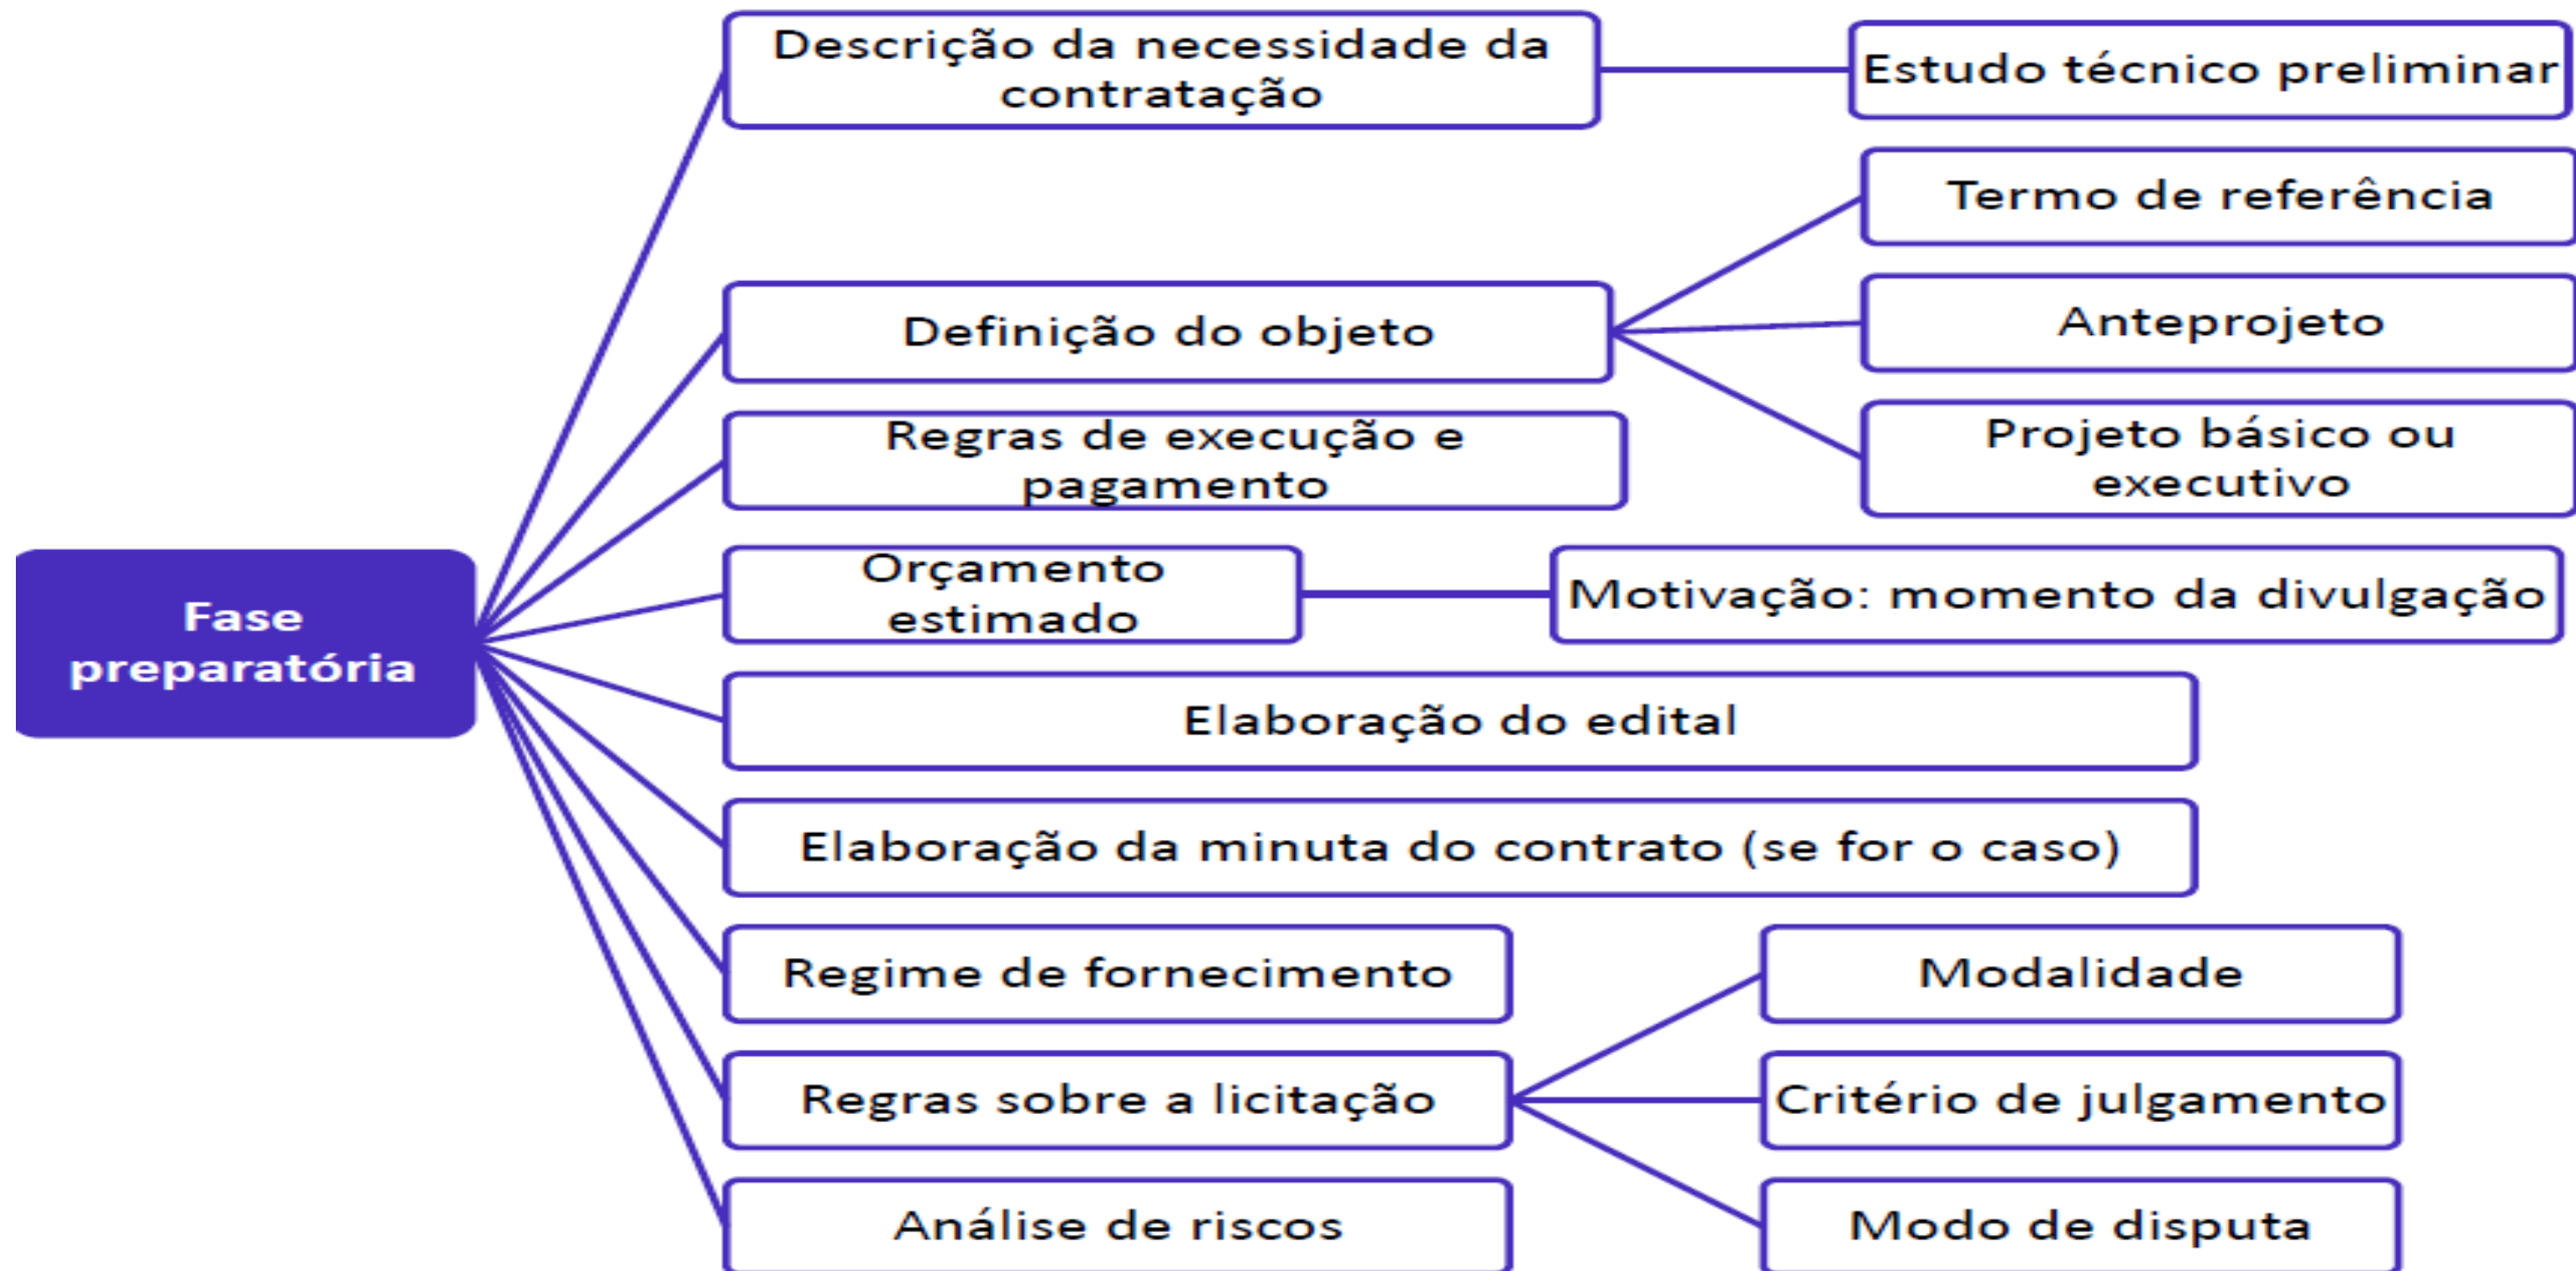 Fase
preparatória
Descrição da necessidade da
contratação
Estudo técnico preliminar
Definição do objeto
Termo de referência
Anteprojeto
Projeto básico ou
executivo
Regras de execução e
pagamento
Orçamento
estimado
Motivação: momento da divulgação
Elaboração do edital
Elaboração da minuta do contrato (se for o caso)
Regime de fornecimento
Regras sobre a licitação
Modalidade
Critério de julgamento
Modo de disputa
Análise de riscos